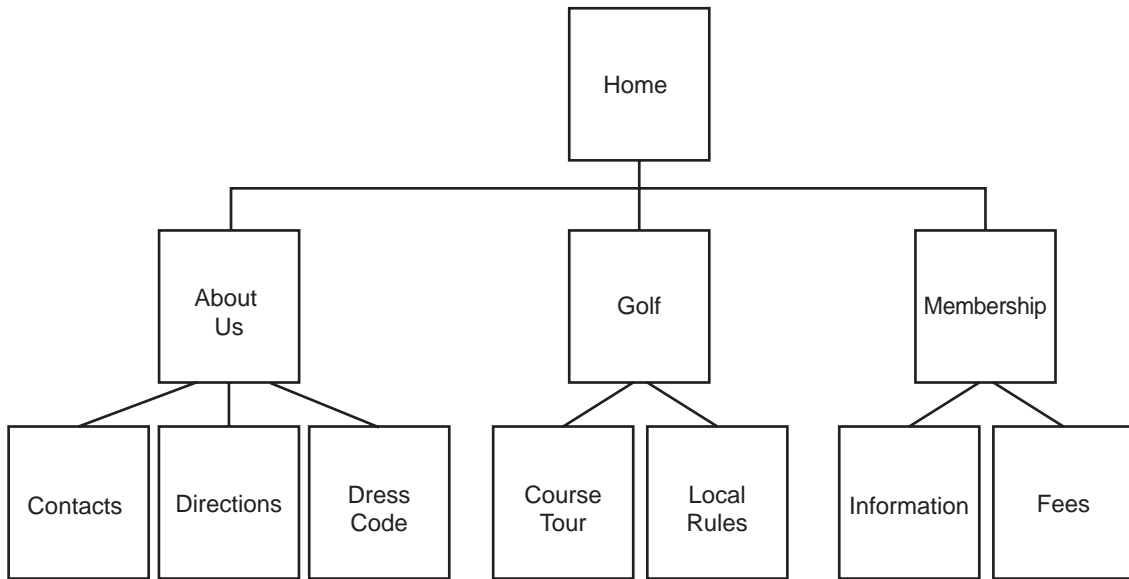 Home
About
Us
Golf
Membership
Contacts
Directions
Dress
Code
Course
Tour
Local
Rules
Information
Fees